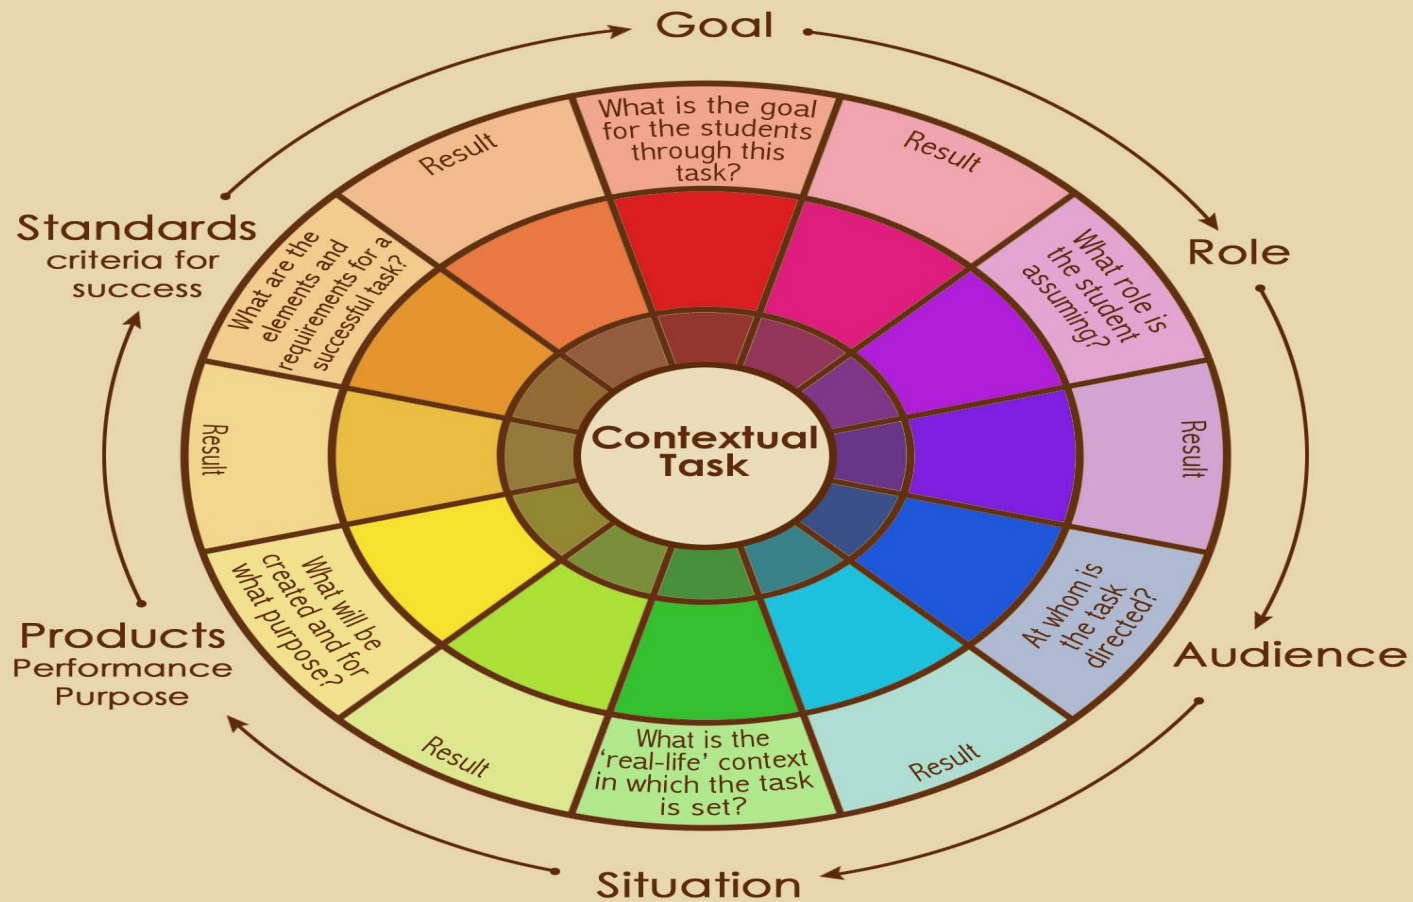 Goal
What is the goal
for the students
through this
task?
Result
Role
What role is
the student
assuming?
Result
Audience
At whom is
the task
directed?
Result
Situation
What is the
‘real-life’ context
in which the task
is set?
Result
Products
Performance
Purpose
What will be
created and for
what purpose?
Result
Standards
criteria for
success
What are the
elements and
requirements for a
successful task?
Result
Contextual
Task